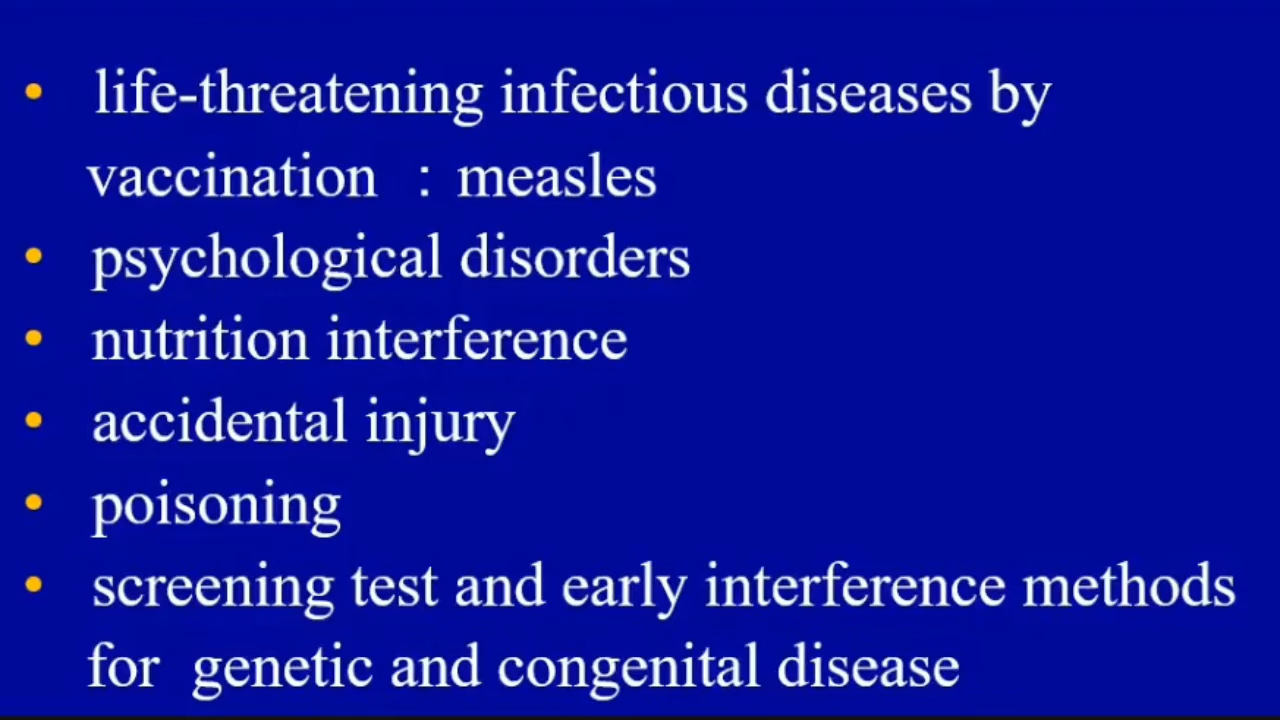 • life-threatening infectious diseases by
vaccination : measles
• psychological disorders
• nutrition interference
• accidental injury
• poisoning
• screening test and early interference methods
for genetic and congenital disease